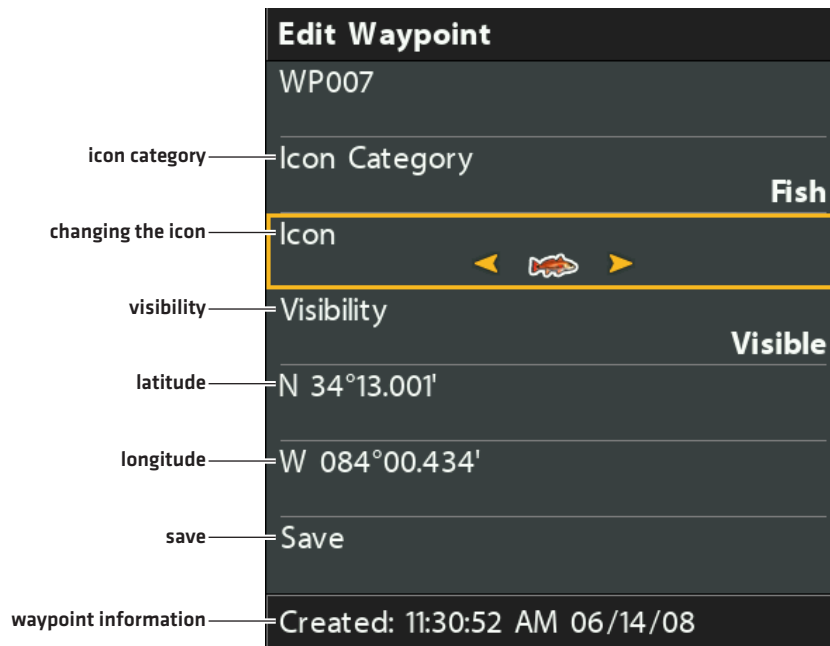 Edit Waypoint
WP007
icon category
Icon Category
Fish
changing the icon
Icon
visibility
Visibility
Visible
latitude
N 34°13.001'
longitude
W 084°00.434'
save
Save
waypoint information
Created: 11:30:52 AM 06/14/08